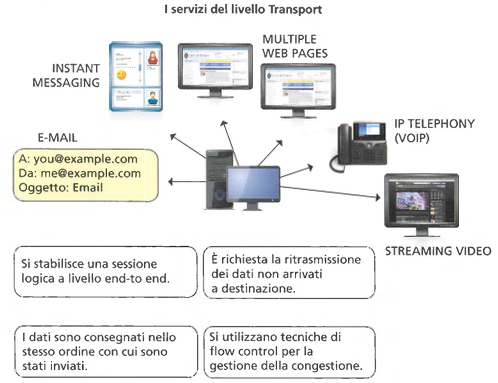 I servizi del livello Transport
MULTIPLE
WEB PAGES
INSTANT
MESSAGING
IP TELEPHONY
(VOIP)
E-MAIL
A: you@example.com
Da: me@example.com
Oggetto: Email
STREAMING VIDEO
Si stabilisce una sessione
logica a livello end-to end.
È richiesta la ritrasmissione
dei dati non arrivati
a destinazione.
I dati sono consegnati nello
stesso ordine con cui sono
stati inviati.
Si utilizzano tecniche di
flow control per la
gestione della congestione.